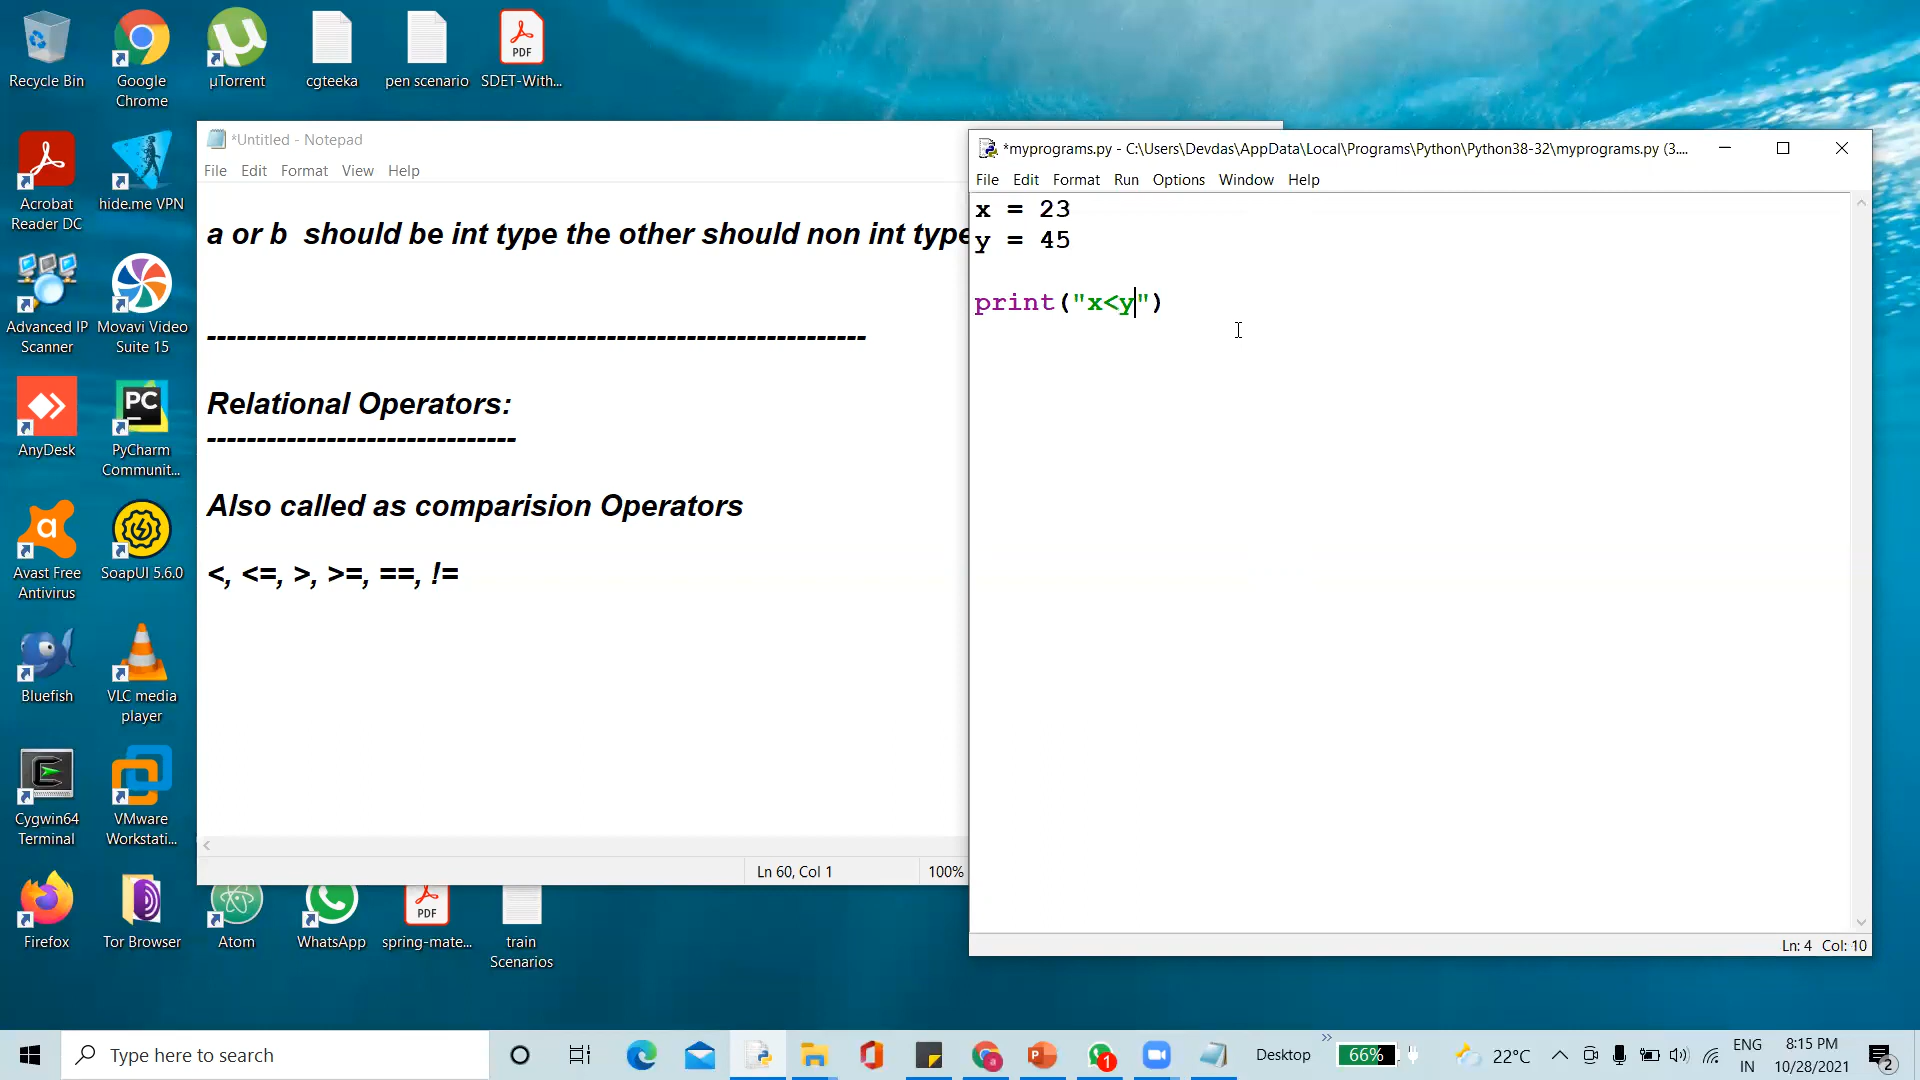 Recycle Bin
Google Chrome
µTorrent
cgteeka
pen scenario
SDET-With...
PDF
Acrobat Reader DC
hide.me VPN
Advanced IP Scanner
Movavi Video Suite 15
AnyDesk
PC
PyCharm Communit...
Avast Free Antivirus
SoapUI 5.6.0
Bluefish
VLC media player
Cygwin64 Terminal
VMware Workstati...
Firefox
Tor Browser
Atom
WhatsApp
PDF
spring-mate...
train Scenarios
*Untitled - Notepad
File Edit Format View Help
a or b should be int type the other should non int type
------------------------------------------------------------------
Relational Operators:
-------------------------------
Also called as comparision Operators
<, <=, >, >=, ==, !=
Ln 60, Col 1
100%
*myprograms.py - C:\Users\Devdas\AppData\Local\Programs\Python\Python38-32\myprograms.py (3....
File Edit Format Run Options Window Help
x = 23
y = 45
print("x<y")
Ln: 4 Col: 10
Type here to search
1
Desktop
66%
22°C
ENG
IN
8:15 PM
10/28/2021
2